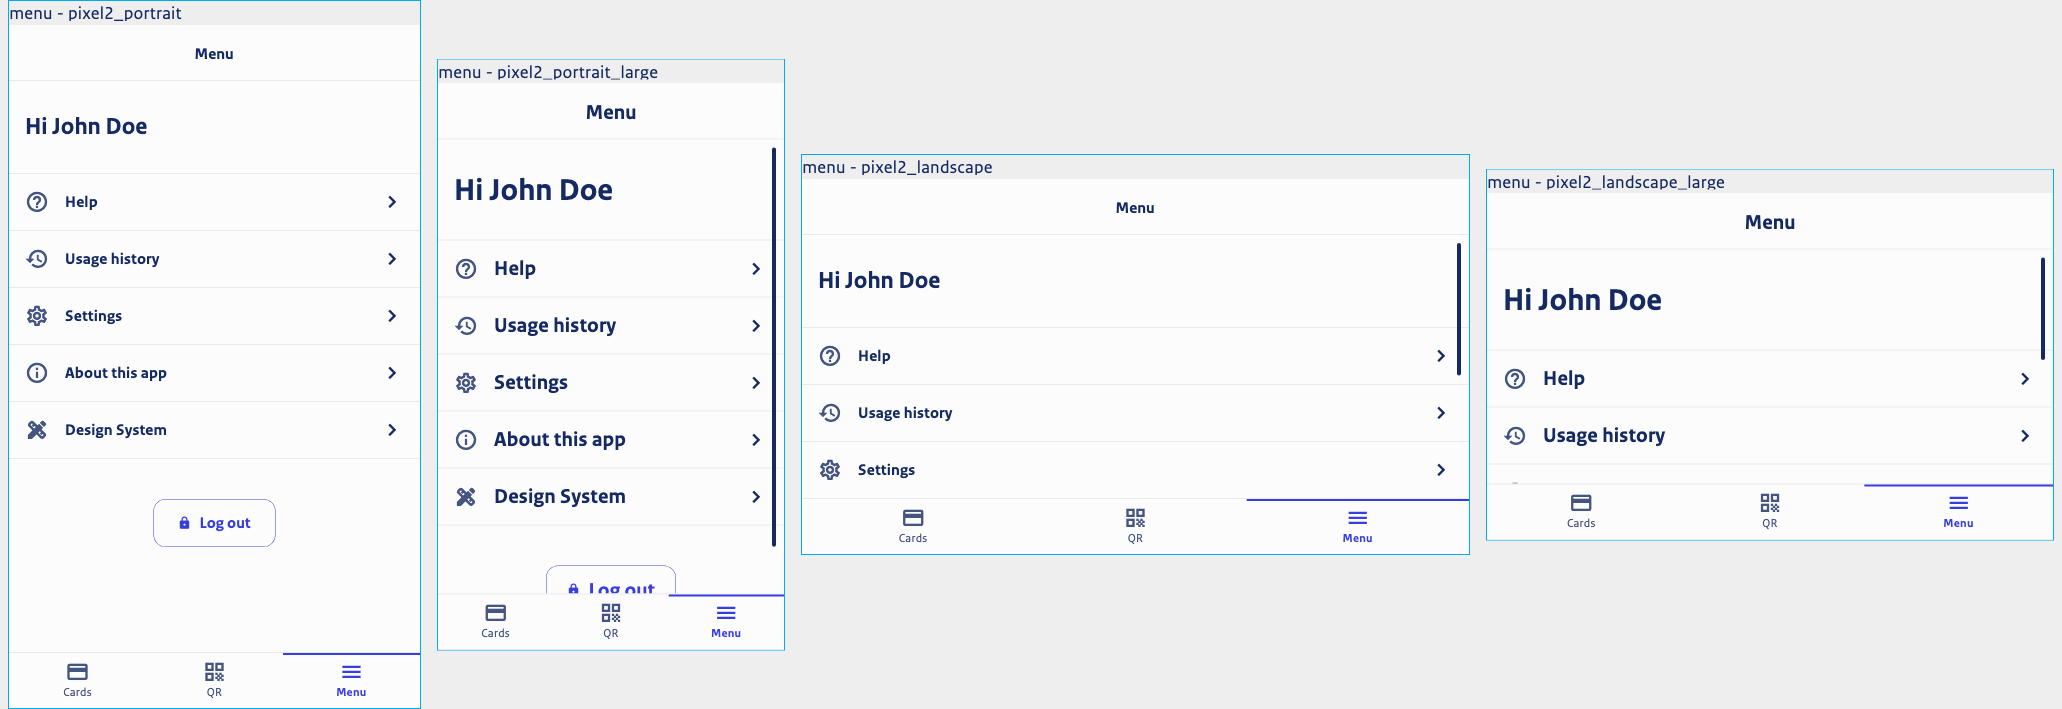 menu - pixel2_portrait
Menu
Hi John Doe
Help
Usage history
Settings
About this app
Design System
Log out
Cards
QR
Menu
menu - pixel2_portrait_large
Menu
Hi John Doe
Help
Usage history
Settings
About this app
Design System
Log out
Cards
QR
Menu
menu - pixel2_landscape
Menu
Hi John Doe
Help
Usage history
Settings
Cards
QR
Menu
menu - pixel2_landscape_large
Menu
Hi John Doe
Help
Usage history
Cards
QR
Menu